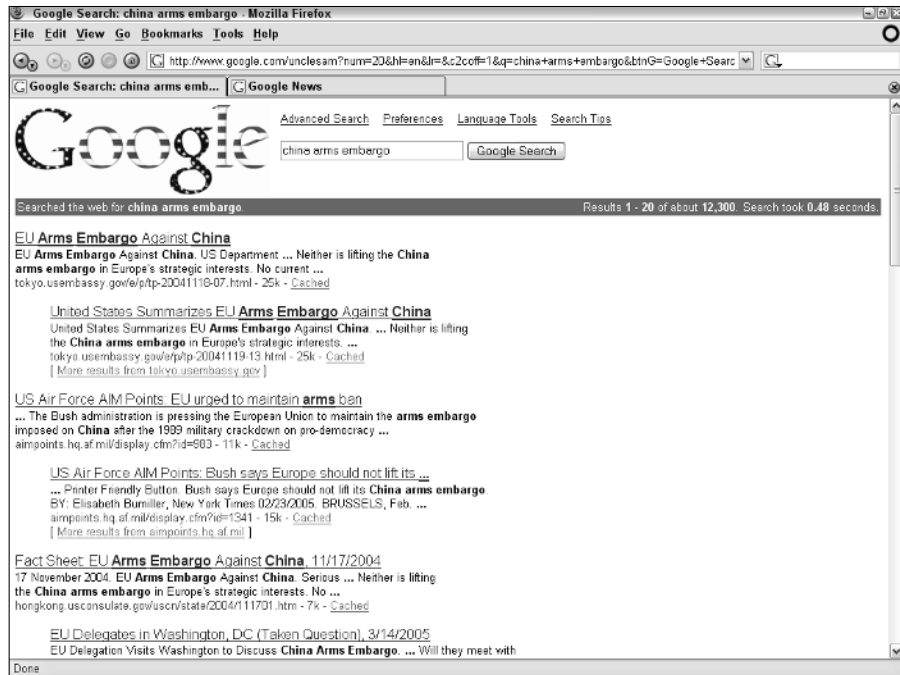 Google Search: china arms embargo - Mozilla Firefox
File Edit View Go Bookmarks Tools Help
http://www.google.com/unclesam?num=20&hl=en&lr=&c2coff=1&q=china+arms+embargo&btnG=Google+Searc
Google Search: china arms emb... Google News
Google
Advanced Search Preferences Language Tools Search Tips
china arms embargo Google Search
Searched the web for china arms embargo. Results 1 - 20 of about 12,300. Search took 0.48 seconds.
EU Arms Embargo Against China
EU Arms Embargo Against China. US Department ... Neither is lifting the China
arms embargo in Europe's strategic interests. No current ...
tokyo.usembassy.gov/e/p/tp-20041118-07.html - 25k - Cached
United States Summarizes EU Arms Embargo Against China
United States Summarizes EU Arms Embargo Against China. ... Neither is lifting
the China arms embargo in Europe's strategic interests. ...
tokyo.usembassy.gov/e/p/tp-20041119-13.html - 25k - Cached
[ More results from tokyo.usembassy.gov ]
US Air Force AIM Points: EU urged to maintain arms ban
... The Bush administration is pressing the European Union to maintain the arms embargo
imposed on China after the 1989 military crackdown on pro-democracy ...
aimpoints.hq.af.mil/display.cfm?id=983 - 11k - Cached
US Air Force AIM Points: Bush says Europe should not lift its ...
... Printer Friendly Button. Bush says Europe should not lift its China arms embargo.
BY: Elisabeth Bumiller, New York Times 02/23/2005. BRUSSELS, Feb. ...
aimpoints.hq.af.mil/display.cfm?id=1341 - 15k - Cached
[ More results from aimpoints.hq.af.mil ]
Fact Sheet: EU Arms Embargo Against China, 11/17/2004
17 November 2004. EU Arms Embargo Against China. Serious ... Neither is lifting
the China arms embargo in Europe's strategic interests. No ...
hongkong.usconsulate.gov/uscn/state/2004/111701.htm - 7k - Cached
EU Delegates in Washington, DC (Taken Question), 3/14/2005
EU Delegation Visits Washington to Discuss China Arms Embargo. ... Will they meet with
Done